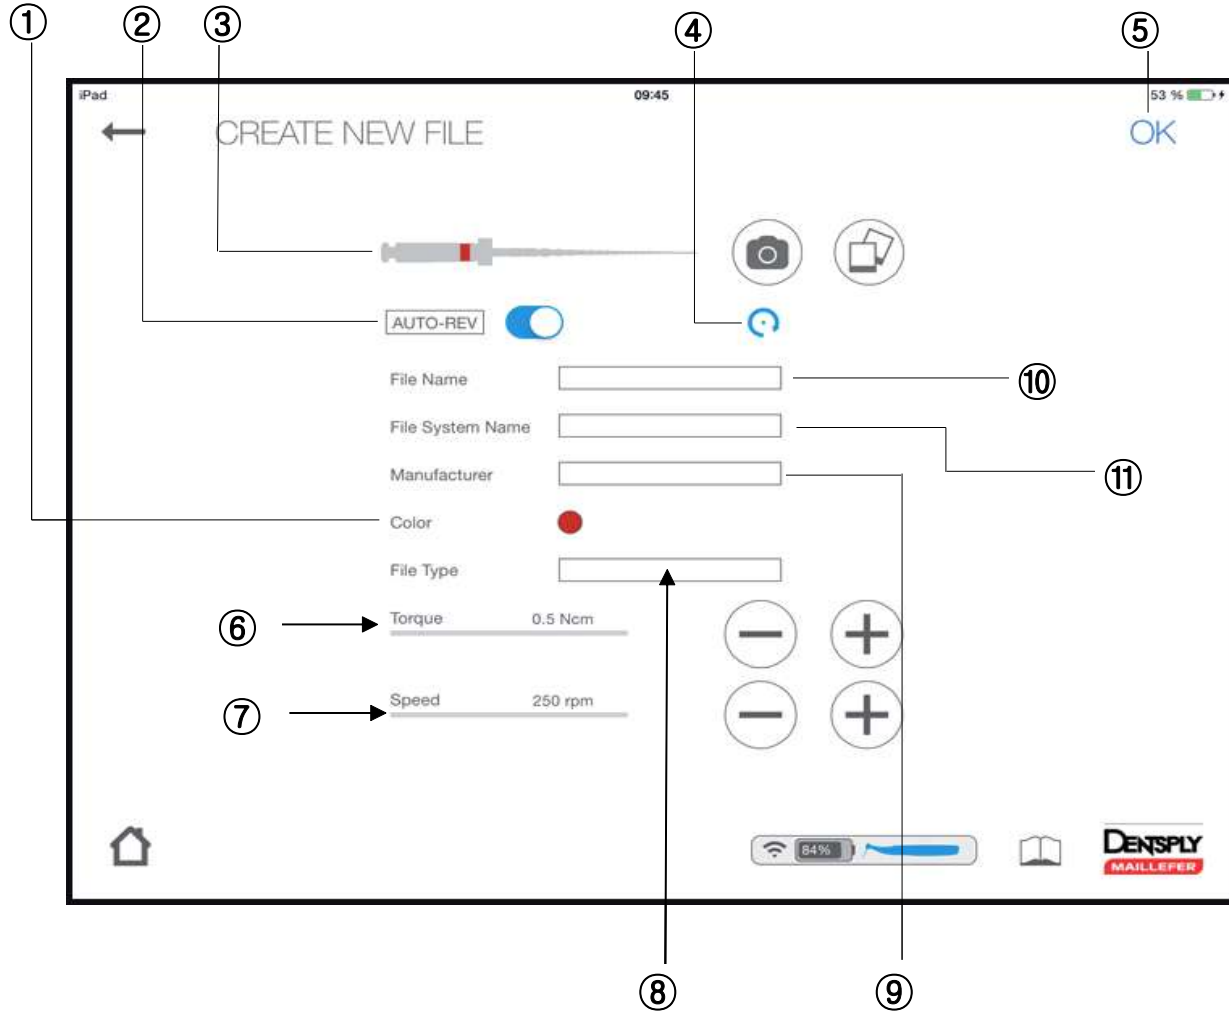 ① ② ③ ④ ⑤
iPad 09:45 53 %
CREATE NEW FILE OK
AUTO-REV
File Name ⑩
File System Name
Manufacturer ⑪
Color
File Type
⑥ Torque 0.5 Ncm
⑦ Speed 250 rpm
84%
DENTSPLY
MAILLEFER
⑧ ⑨